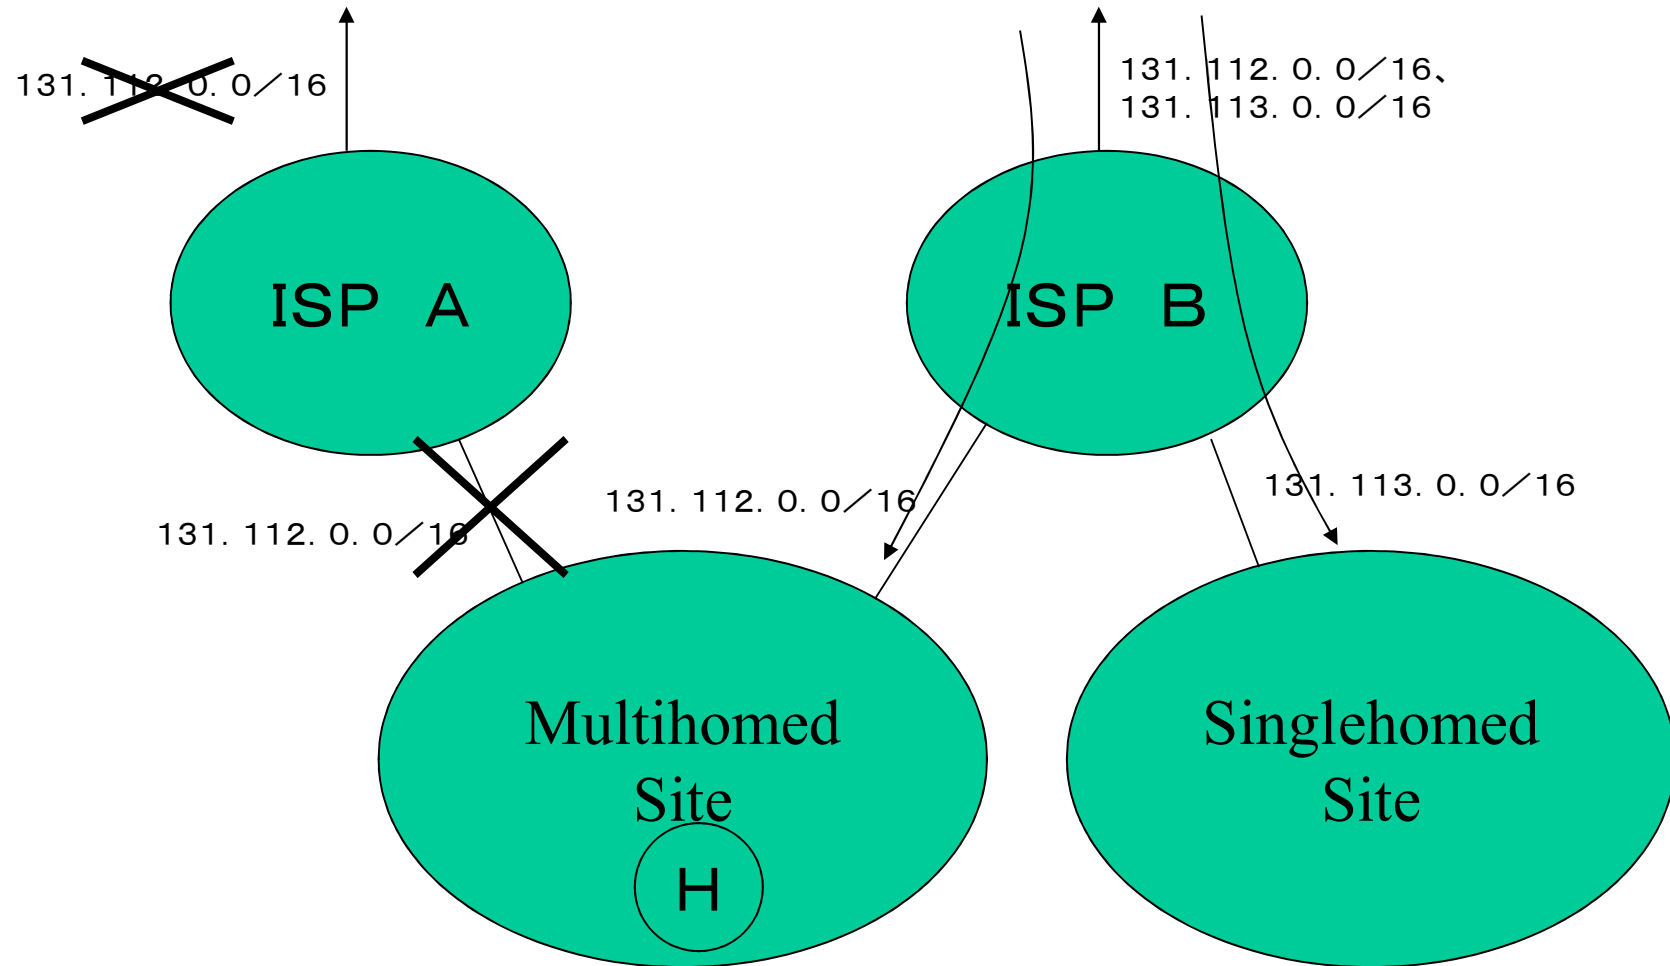 131. 112. 0. 0／16
131. 112. 0. 0／16、
131. 113. 0. 0／16
ISP A
ISP B
131. 112. 0. 0／16
131. 112. 0. 0／16
131. 113. 0. 0／16
Multihomed
Site
H
Singlehomed
Site